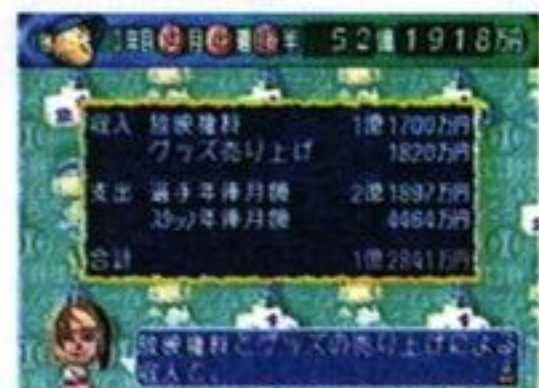 1年目 月 週 半 52億1918万円
収入 放映権料 1億1700万円
グッズ売り上げ 1820万円
支出 選手年俸月額 2億1897万円
スタッフ年俸月額 4464万円
合計 1億2841万円
放映権料とグッズの売り上げによる
収入と、